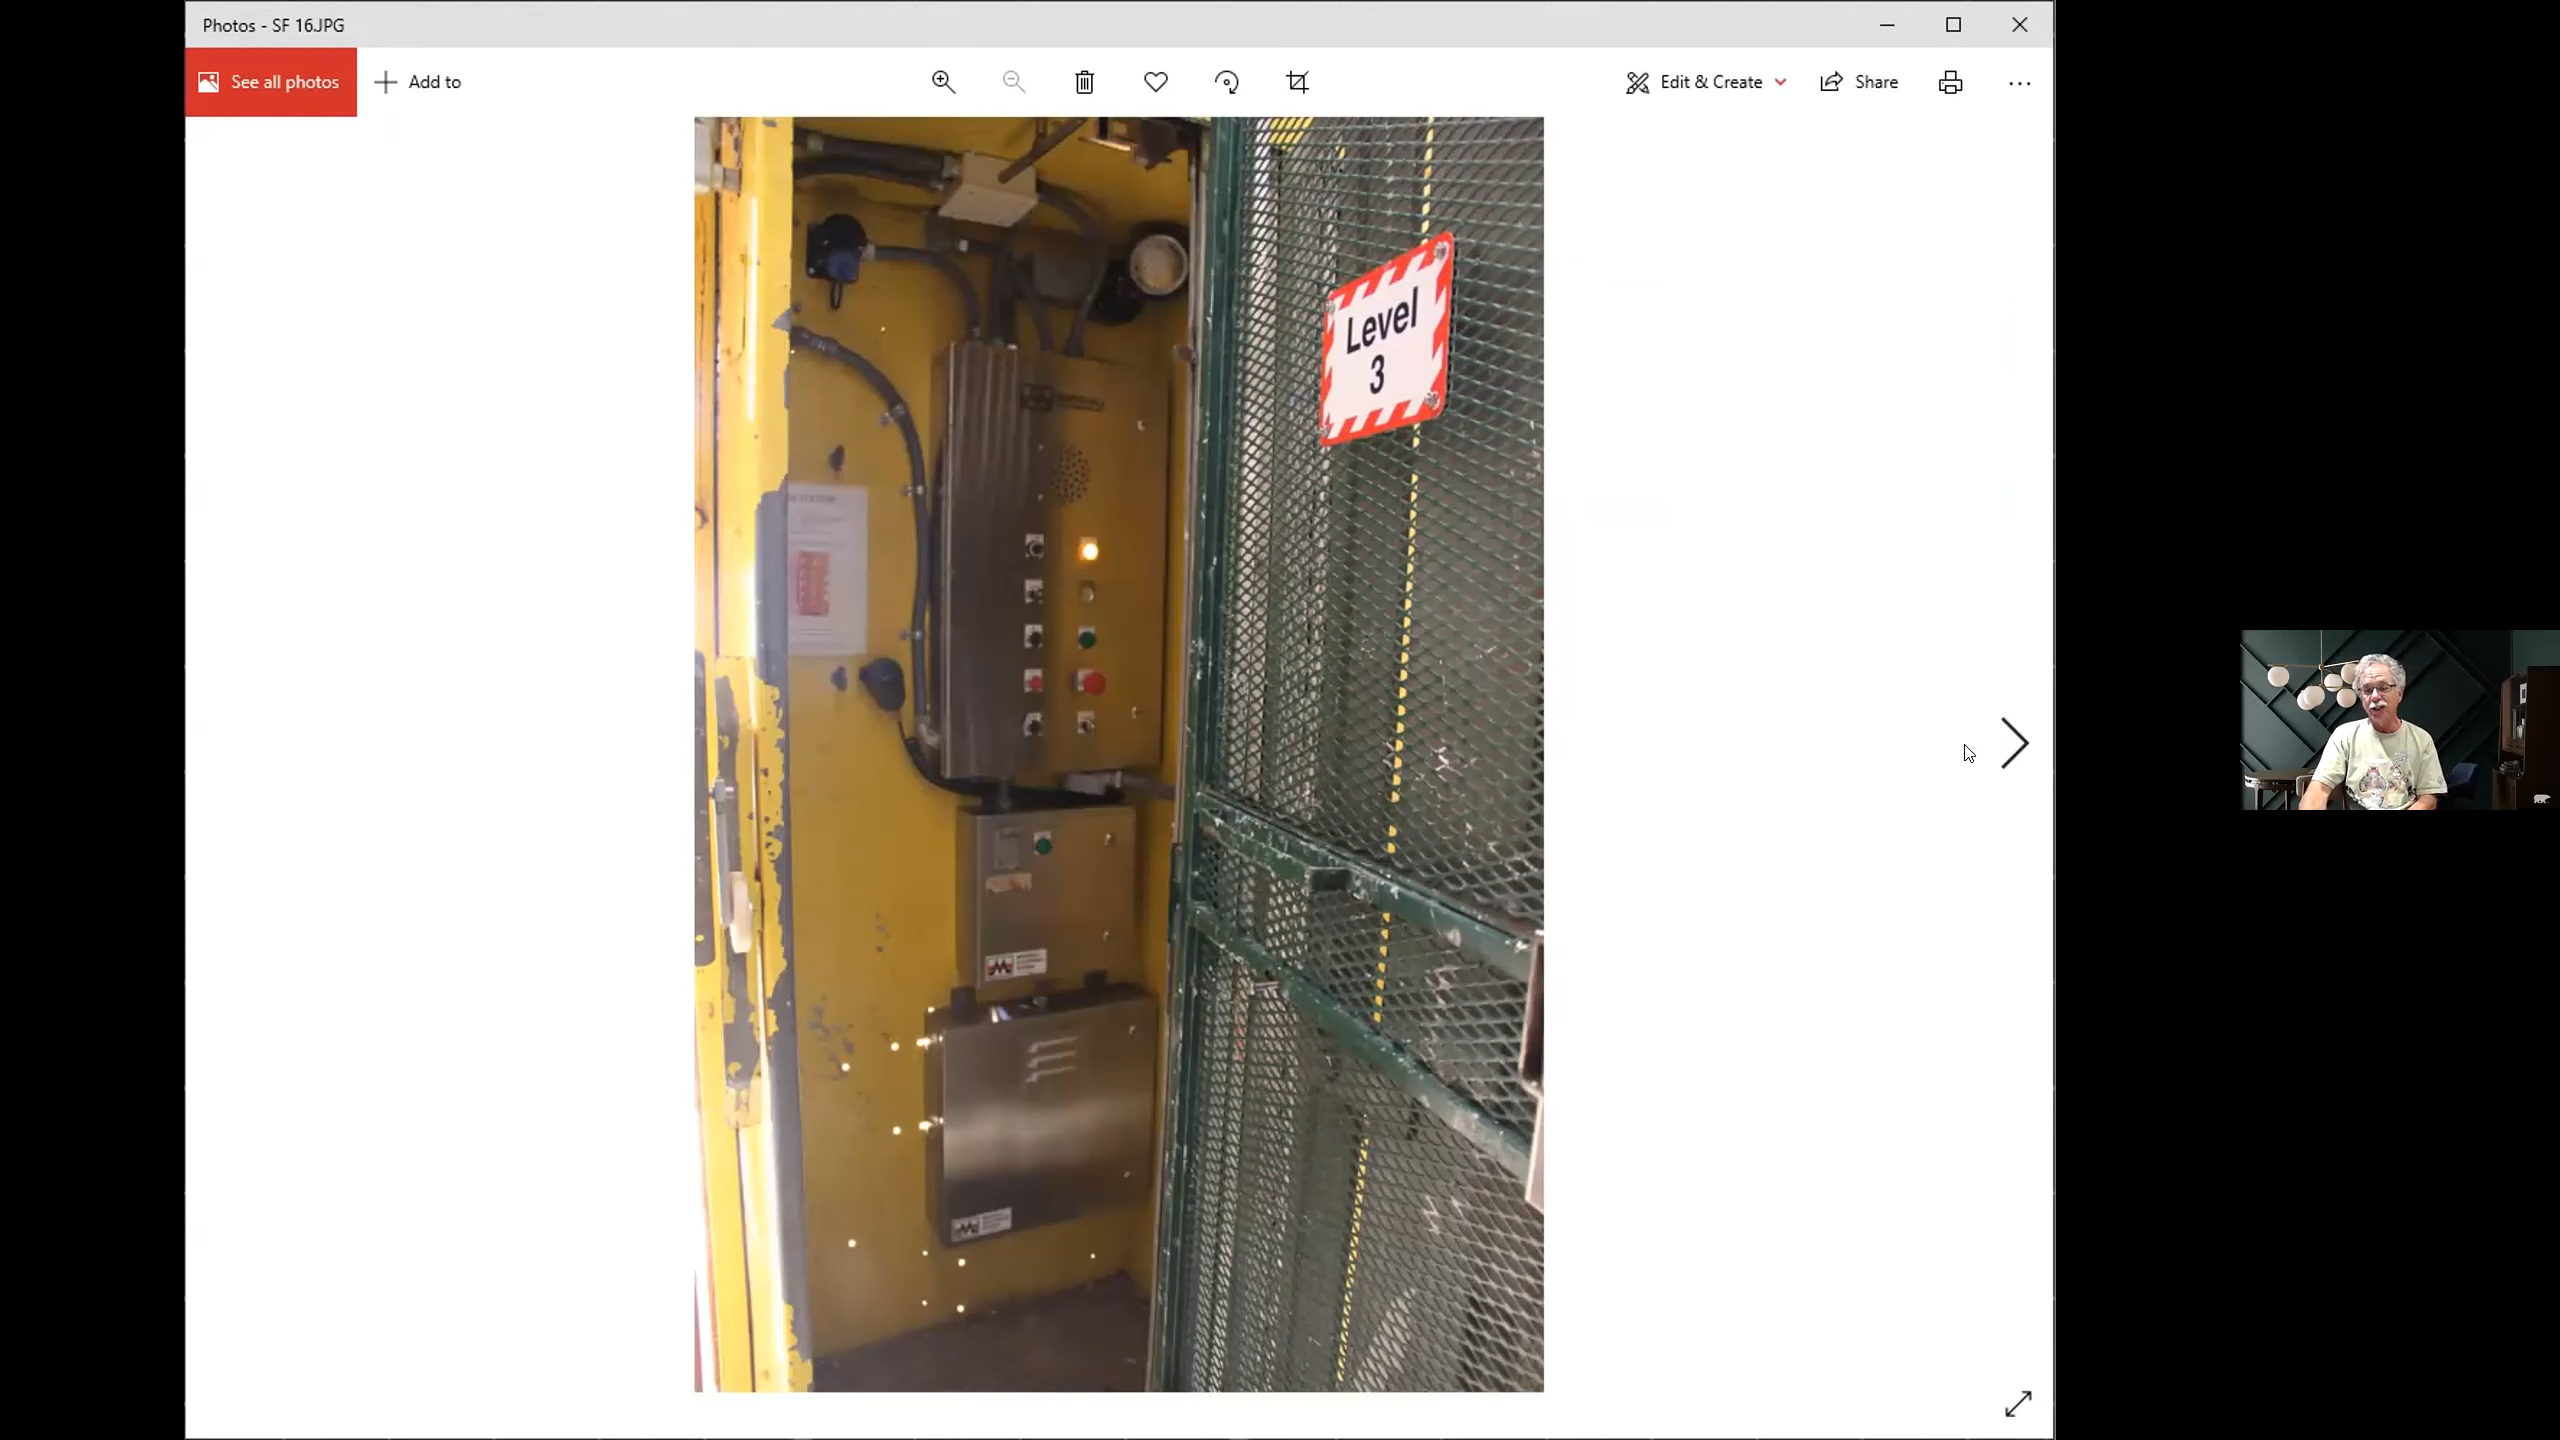 Photos - SF 16.JPG
See all photos
Add to
Edit & Create
Share
Level
3